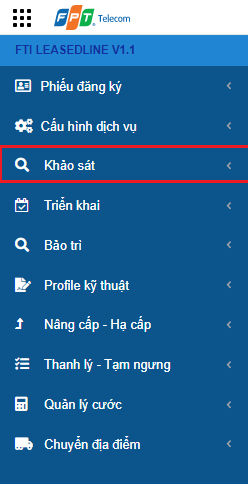 FPT Telecom
FTI LEASEDLINE V1.1
Phiếu đăng ký
Cấu hình dịch vụ
Khảo sát
Triển khai
Bảo trì
Profile kỹ thuật
Nâng cấp - Hạ cấp
Thanh lý - Tạm ngưng
Quản lý cước
Chuyển địa điểm